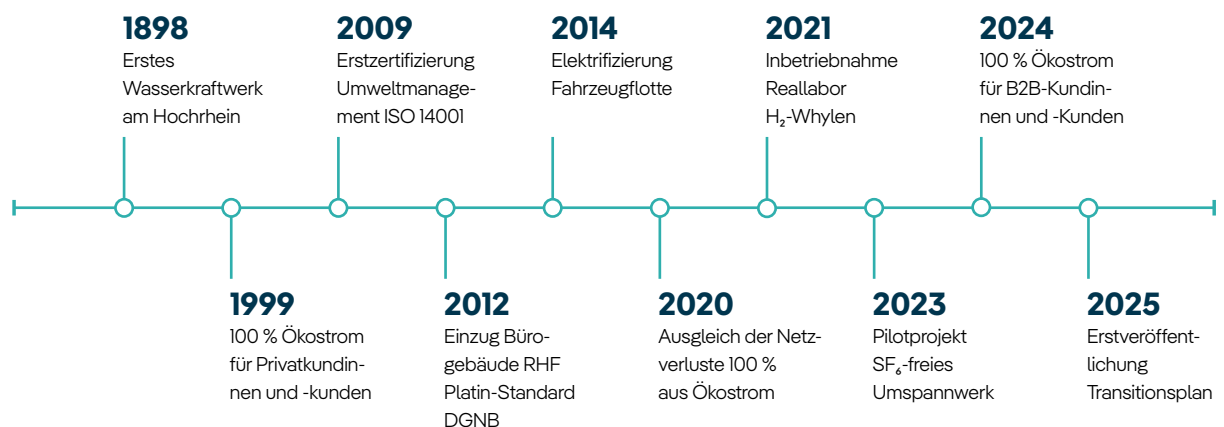 1898
Erstes
Wasserkraftwerk
am Hochrhein
2009
Erstzertifizierung
Umweltmanage-
ment ISO 14001
2014
Elektrifizierung
Fahrzeugflotte
2021
Inbetriebnahme
Reallabor
H₂-Whylen
2024
100 % Ökostrom
für B2B-Kundin-
nen und -Kunden
1999
100 % Ökostrom
für Privatkundin-
nen und -kunden
2012
Einzug Büro-
gebäude RHF
Platin-Standard
DGNB
2020
Ausgleich der Netz-
verluste 100 %
aus Ökostrom
2023
Pilotprojekt
SF₆-freies
Umspannwerk
2025
Erstveröffent-
lichung
Transitionsplan